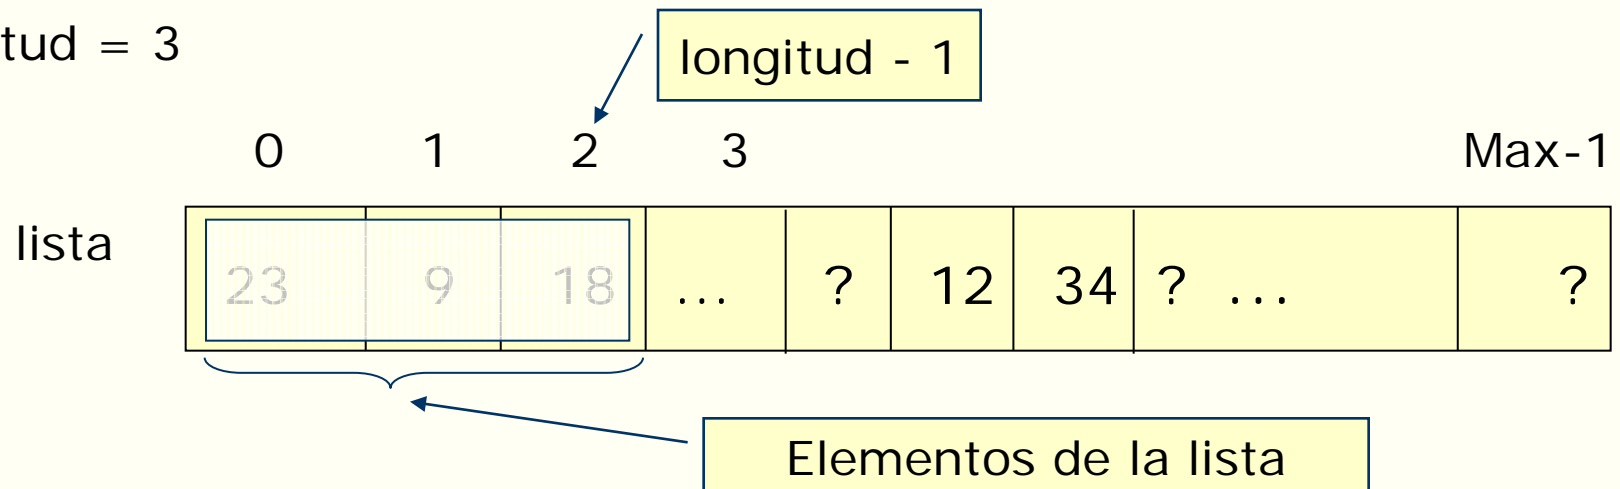 tud = 3
longitud - 1
0 1 2 3 Max-1
lista
23 9 18 ... ? 12 34 ? ... ?
Elementos de la lista